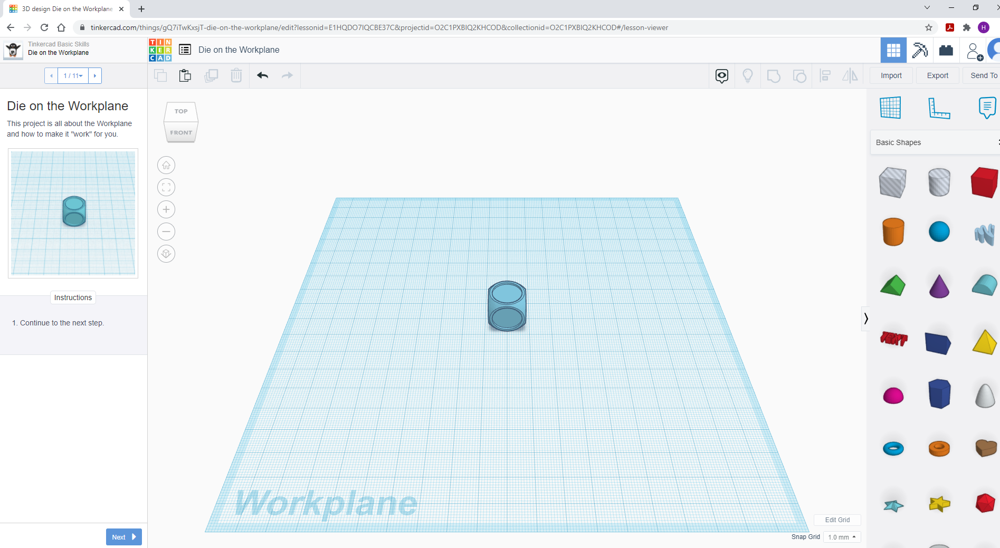 3D design Die on the Workplane
tinkercad.com/things/gQ7iTwKxsjT-die-on-the-workplane/edit?lessonid=E1HQDO7IQCBE37C&projectid=O2C1PXBIQ2KHCOD&collectionid=O2C1PXBIQ2KHCOD#/lesson-viewer
H
Tinkercad Basic Skills
Die on the Workplane
TIN
KER
CAD
Die on the Workplane
1 / 11
Import
Export
Send To
Die on the Workplane
This project is all about the Workplane
and how to make it "work" for you.
TOP
FRONT
Basic Shapes
Instructions
1. Continue to the next step.
TEXT
Workplane
Edit Grid
Snap Grid
1.0 mm
Next